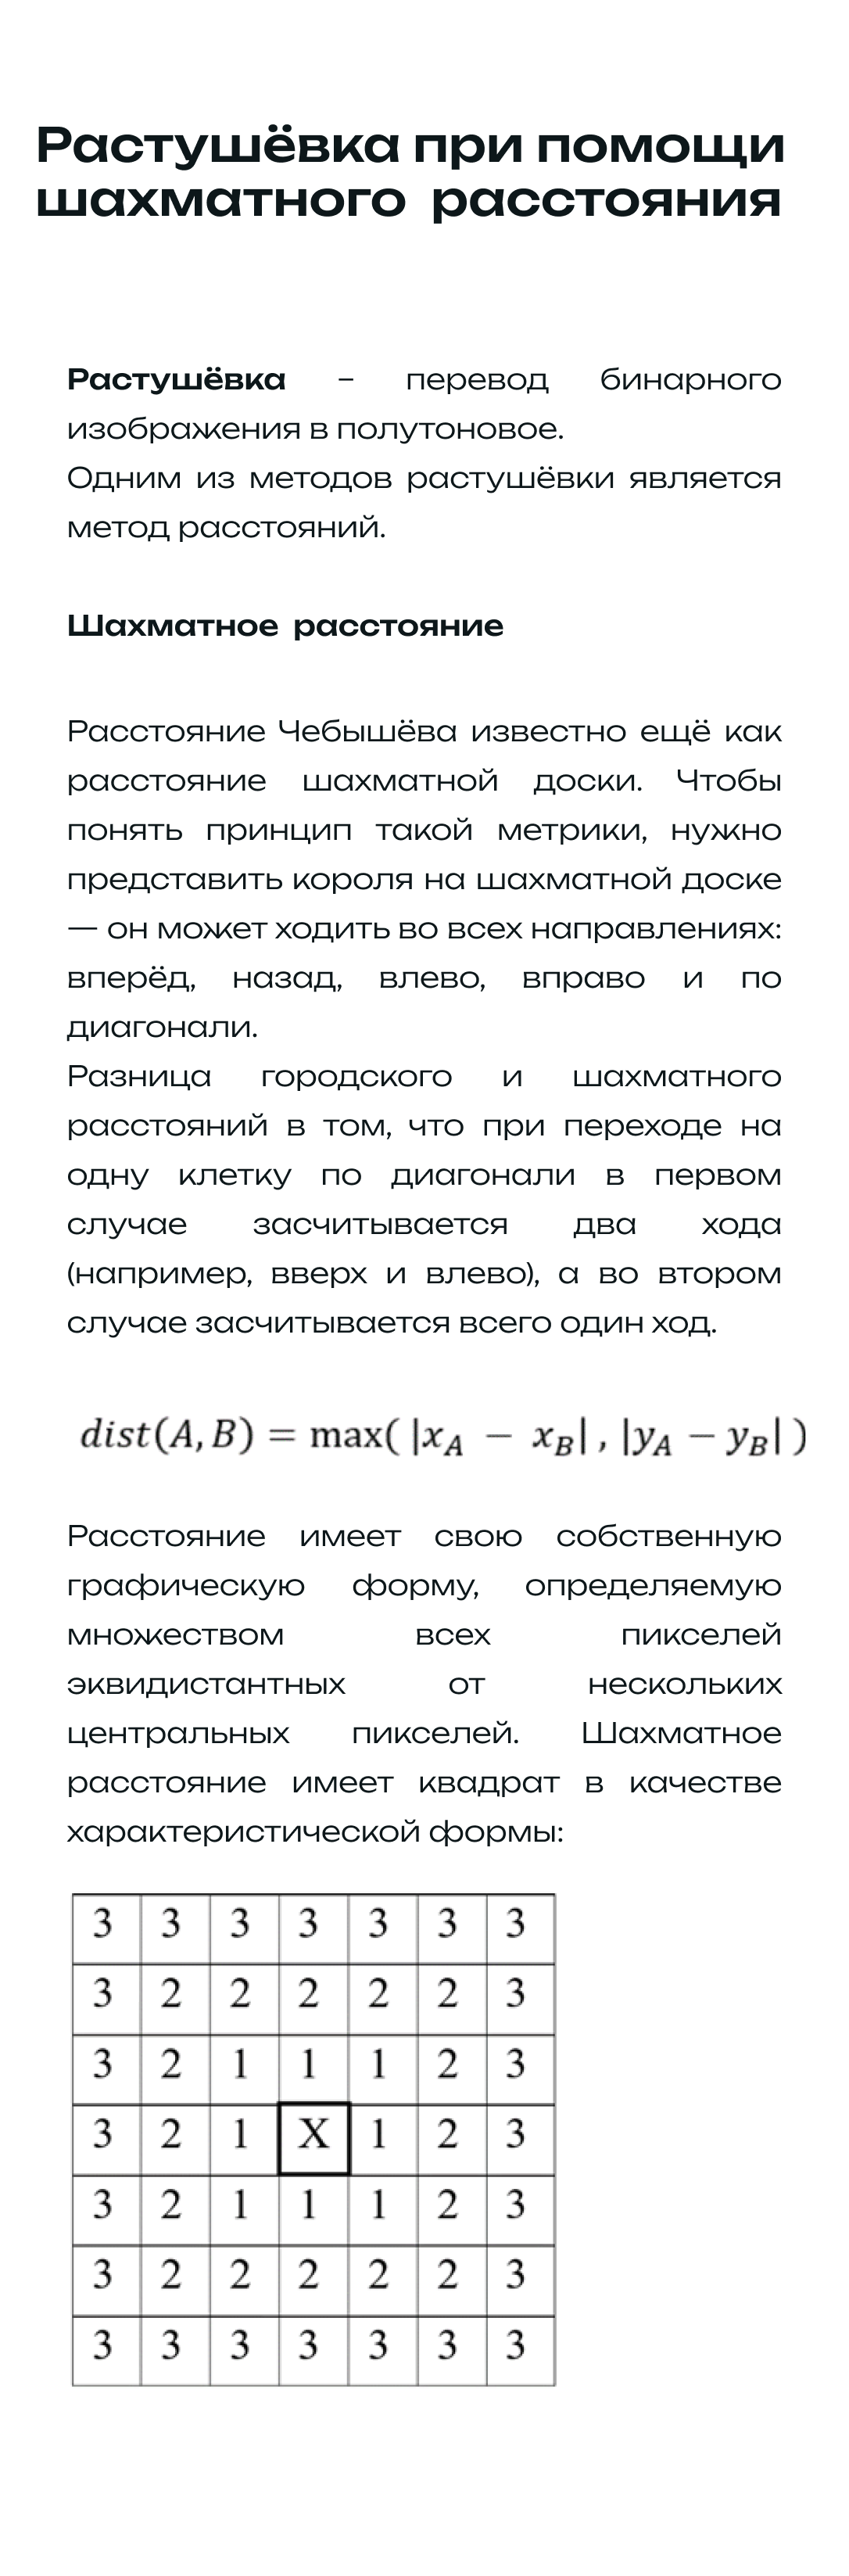 Растушёвка при помощи
шахматного расстояния
Растушёвка – перевод бинарного
изображения в полутоновое.
Одним из методов растушёвки является
метод расстояний.
Шахматное расстояние
Расстояние Чебышёва известно ещё как
расстояние шахматной доски. Чтобы
понять принцип такой метрики, нужно
представить короля на шахматной доске
— он может ходить во всех направлениях:
вперёд, назад, влево, вправо и по
диагонали.
Разница городского и шахматного
расстояний в том, что при переходе на
одну клетку по диагонали в первом
случае засчитывается два хода
(например, вверх и влево), а во втором
случае засчитывается всего один ход.
dist(A, B) = max( |x_A − x_B| , |y_A − y_B| )
Расстояние имеет свою собственную
графическую форму, определяемую
множеством всех пикселей
эквидистантных от нескольких
центральных пикселей. Шахматное
расстояние имеет квадрат в качестве
характеристической формы:
3 3 3 3 3 3 3
3 2 2 2 2 2 3
3 2 1 1 1 2 3
3 2 1 X 1 2 3
3 2 1 1 1 2 3
3 2 2 2 2 2 3
3 3 3 3 3 3 3